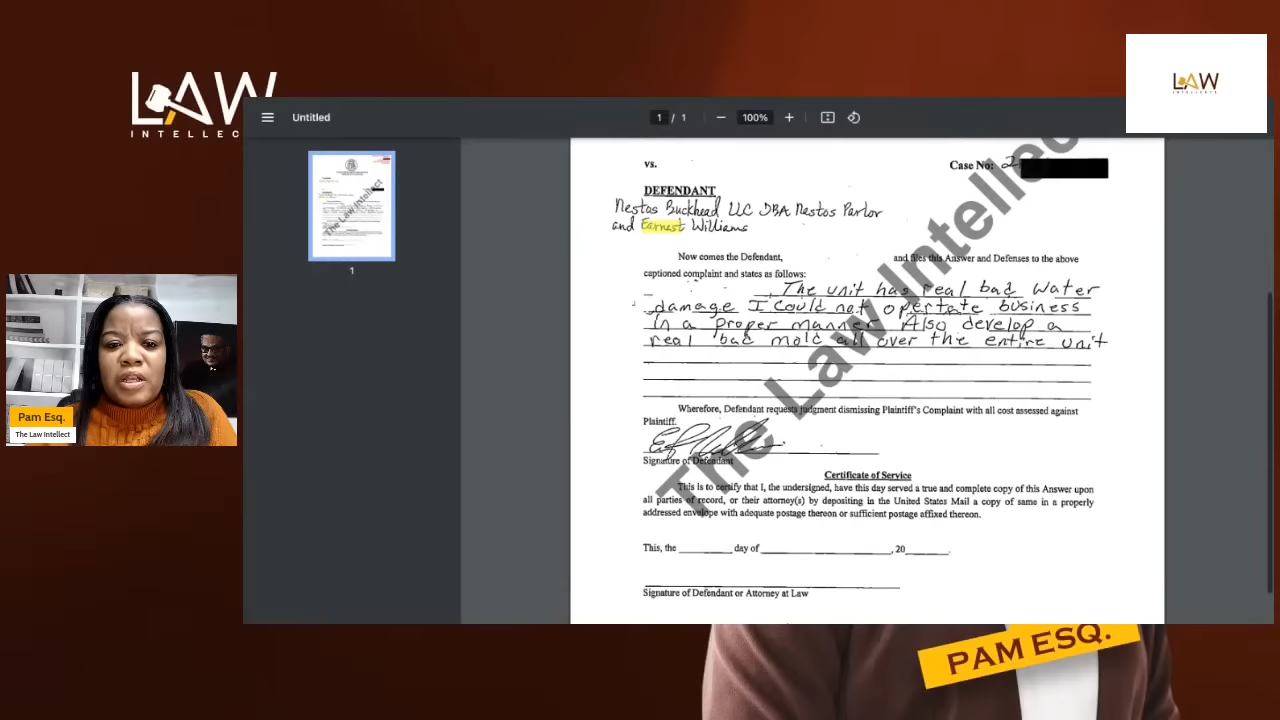 LAW
INTELLEC
LAW
INTELLECT
Untitled
1 / 1
100%
1
vs.
Case No: 2
DEFENDANT
Nestos Buckhead LLC DBA Nestos Parlor
and Earnest Williams
Now comes the Defendant, and files this Answer and Defenses to the above
captioned complaint and states as follows:
The unit has real bad water
damage I could not opertate business
in a proper manner Also develop a
real bad mold all over the entire unit
Wherefore, Defendant requests judgment dismissing Plaintiff's Complaint with all cost assessed against
Plaintiff.
Signature of Defendant
Certificate of Service
This is to certify that I, the undersigned, have this day served a true and complete copy of this Answer upon
all parties of record, or their attorney(s) by depositing in the United States Mail a copy of same in a properly
addressed envelope with adequate postage thereon or sufficient postage affixed thereon.
This, the ________ day of ________________, 20______.
Signature of Defendant or Attorney at Law
The Law Intellect
Pam Esq.
The Law Intellect
PAM ESQ.